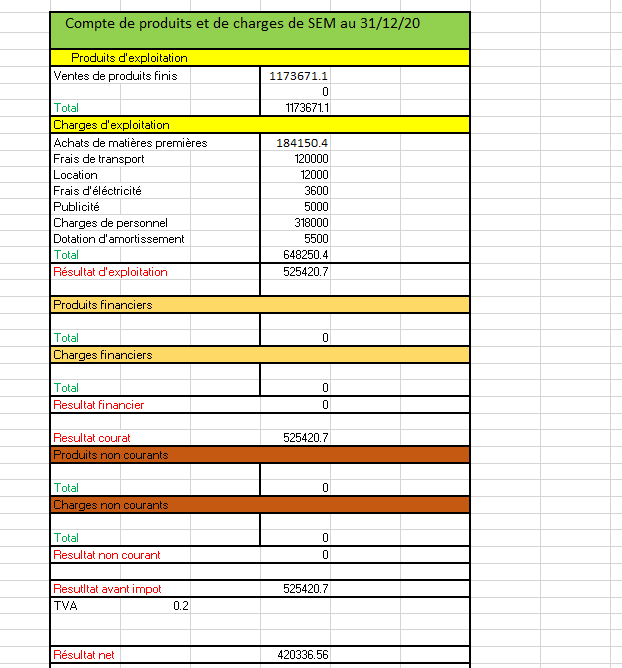 Compte de produits et de charges de SEM au 31/12/20
Produits d'exploitation
Ventes de produits finis 1173671.1
0
Total 1173671.1
Charges d'exploitation
Achats de matières premières 184150.4
Frais de transport 120000
Location 12000
Frais d'éléctricité 3600
Publicité 5000
Charges de personnel 318000
Dotation d'amortissement 5500
Total 648250.4
Résultat d'exploitation 525420.7
Produits financiers
Total 0
Charges financiers
Total 0
Resultat financier 0
Resultat courat 525420.7
Produits non courants
Total 0
Charges non courants
Total 0
Resultat non courant 0
Resutltat avant impot 525420.7
TVA 0.2
Résultat net 420336.56